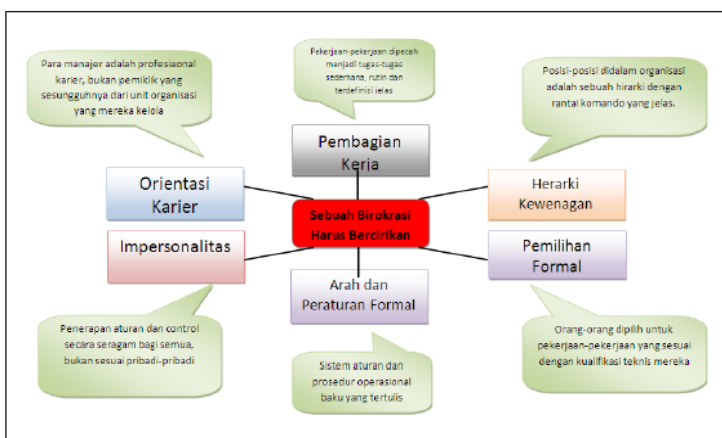 Para manajer adalah profesiaonal
karier, bukan pemiklik yang
sesungguhnya dari unit organisasi
yang mereka kelola
Pekerjaan-pekerjaan dipecah
menjadi tugas-tugas
sederhana, rutin dan
terdefinisi jelas
Posisi-posisi didalam organisasi
adalah sebuah hirarki dengan
rantai komando yang jelas.
Pembagian
Kerja
Orientasi
Karier
Herarki
Kewenagan
Sebuah Birokrasi
Harus Bercirikan
Impersonalitas
Pemilihan
Formal
Arah dan
Peraturan Formal
Penerapan aturan dan control
secara seragam bagi semua,
bukan sesuai pribadi-pribadi
Sistem aturan dan
prosedur operasional
baku yang tertulis
Orang-orang dipilih untuk
pekerjaan-pekerjaan yang sesuai
dengan kualifikasi teknis mereka